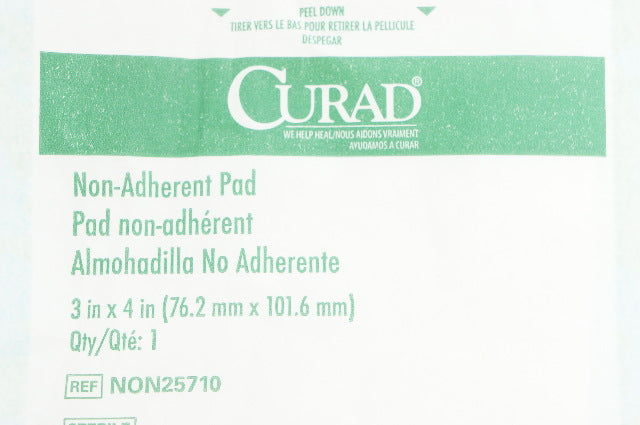 PEEL DOWN
TIRER VERS LE BAS POUR RETIRER LA PELLICULE
DESPEGAR
CURAD®
WE HELP HEAL/NOUS AIDONS VRAIMENT
AYUDAMOS A CURAR
Non-Adherent Pad
Pad non-adhérent
Almohadilla No Adherente
3 in x 4 in (76.2 mm x 101.6 mm)
Qty/Qté: 1
REF NON25710